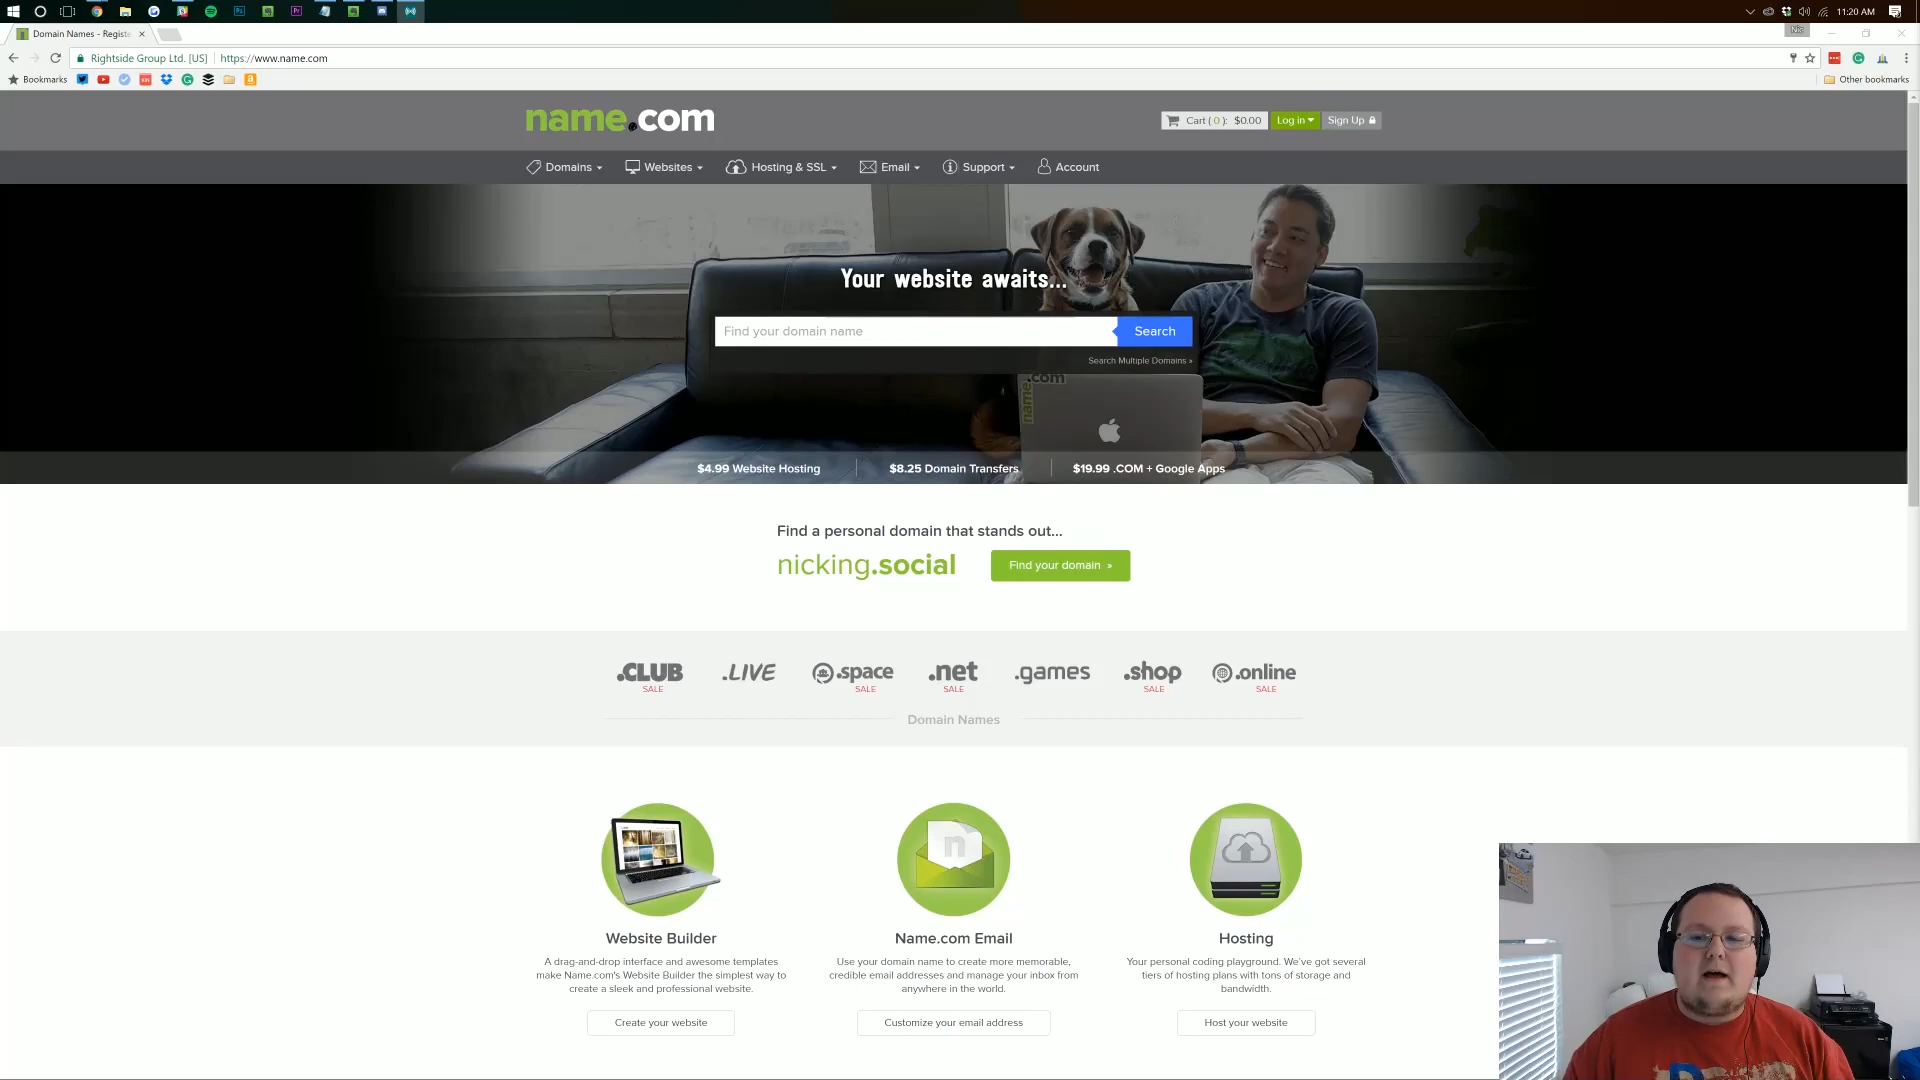 11:20 AM
Domain Names - Registe
Nic
Rightside Group Ltd. [US] https://www.name.com
Bookmarks
Other bookmarks
name.com
Cart ( 0 ): $0.00 Log in Sign Up
Domains Websites Hosting & SSL Email Support Account
Your website awaits...
Find your domain name Search
Search Multiple Domains »
.com
name
$4.99 Website Hosting $8.25 Domain Transfers $19.99 .COM + Google Apps
Find a personal domain that stands out...
nicking.social Find your domain »
.CLUB .LIVE .space .net .games .shop .online
SALE SALE SALE SALE SALE
Domain Names
n
Website Builder
A drag-and-drop interface and awesome templates
make Name.com's Website Builder the simplest way to
create a sleek and professional website.
Create your website
Name.com Email
Use your domain name to create more memorable,
credible email addresses and manage your inbox from
anywhere in the world.
Customize your email address
Hosting
Your personal coding playground. We've got several
tiers of hosting plans with tons of storage and
bandwidth.
Host your website